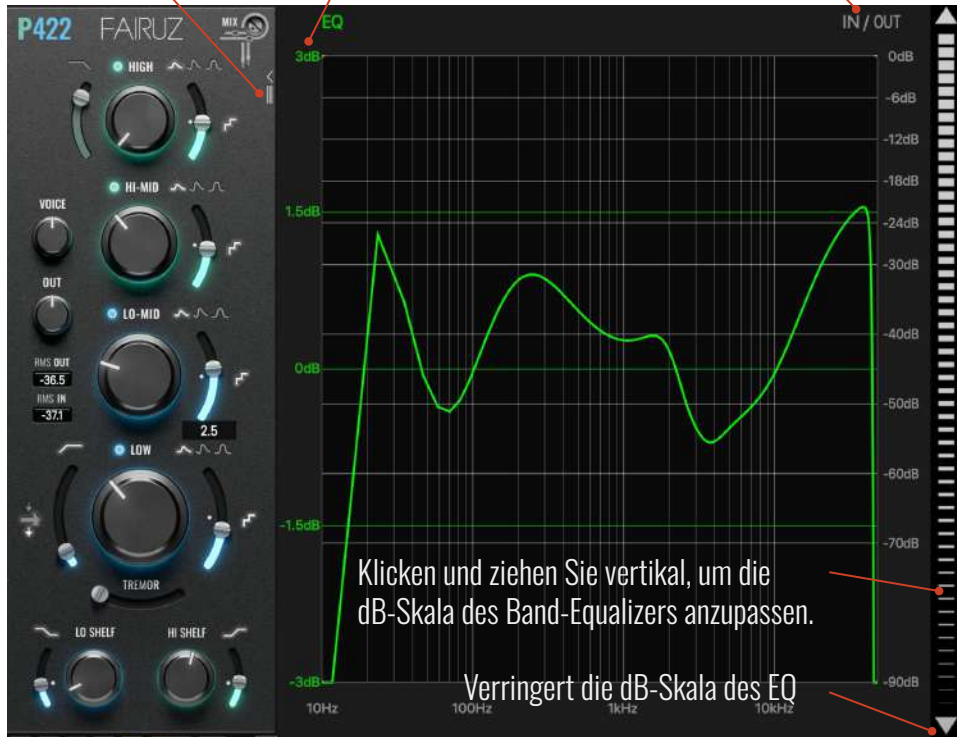 P422 FAIRUZ MIX
HIGH
HI-MID
VOICE
OUT
LO-MID
RMS OUT
-36.5
RMS IN
-37.1
2.5
LOW
TREMOR
LO SHELF HI SHELF
EQ IN / OUT
3dB 0dB
-6dB
-12dB
-18dB
1.5dB
-24dB
-30dB
-40dB
0dB
-50dB
-60dB
-1.5dB
-70dB
Klicken und ziehen Sie vertikal, um die
dB-Skala des Band-Equalizers anzupassen.
Verringert die dB-Skala des EQ
-3dB -90dB
10Hz 100Hz 1kHz 10kHz